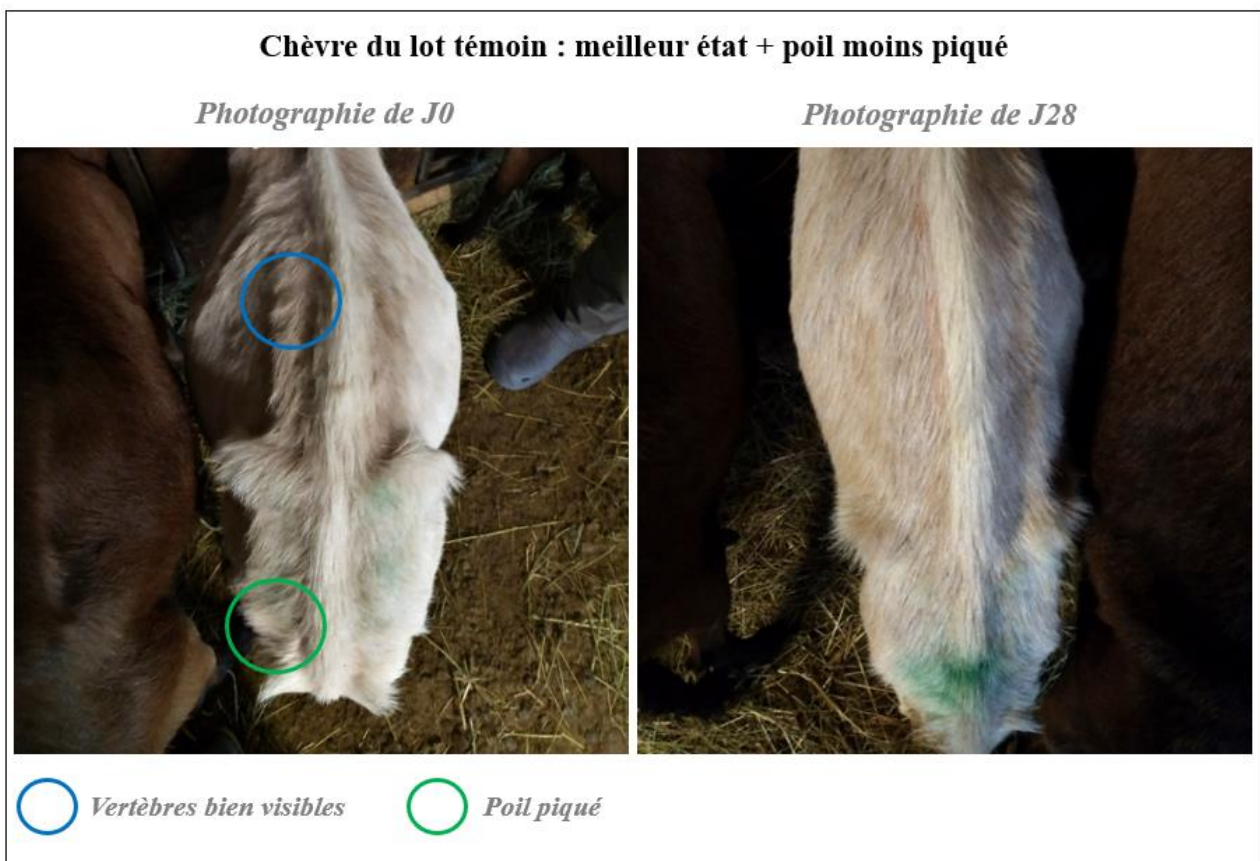 Chèvre du lot témoin : meilleur état + poil moins piqué
Photographie de J0
Photographie de J28
Vertèbres bien visibles
Poil piqué